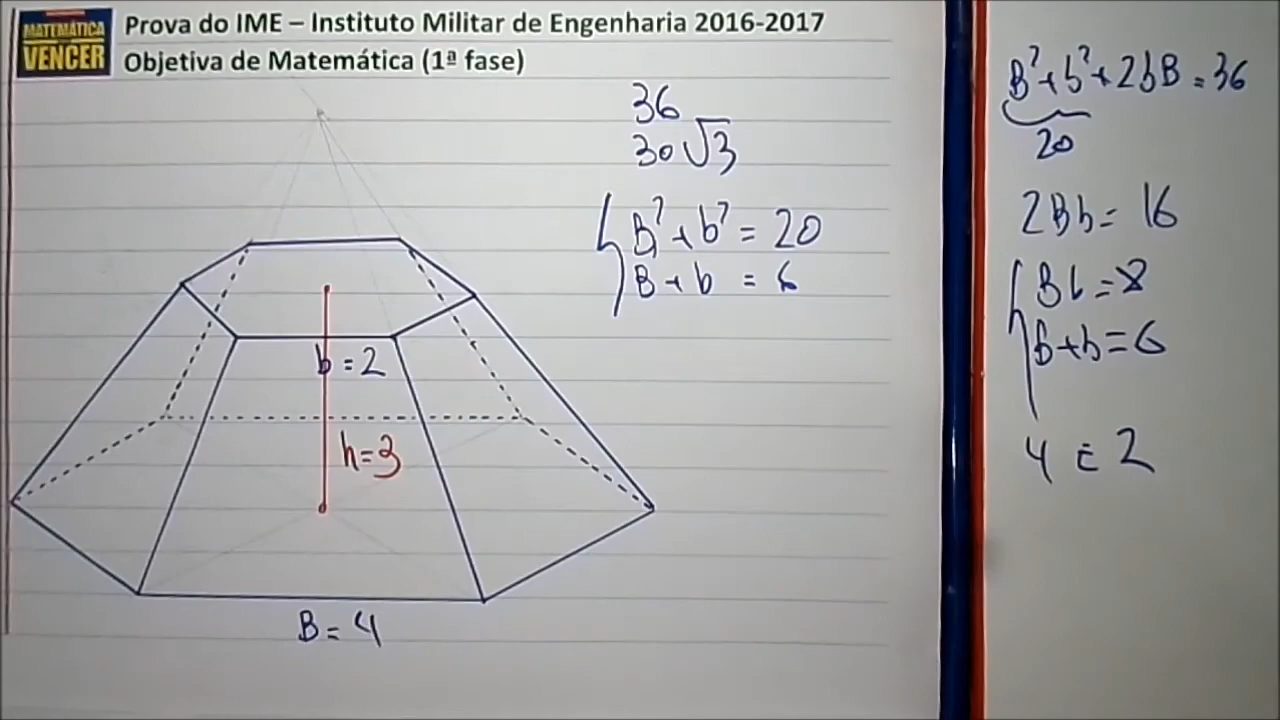 MATEMÁTICA
VENCER
Prova do IME – Instituto Militar de Engenharia 2016-2017
Objetiva de Matemática (1ª fase)
36
30√3
B² + b² = 20
B + b = 6
b = 2
h=3
B = 4
B² + b² + 2bB = 36
20
2Bb = 16
Bb = 8
B+b = 6
4 e 2